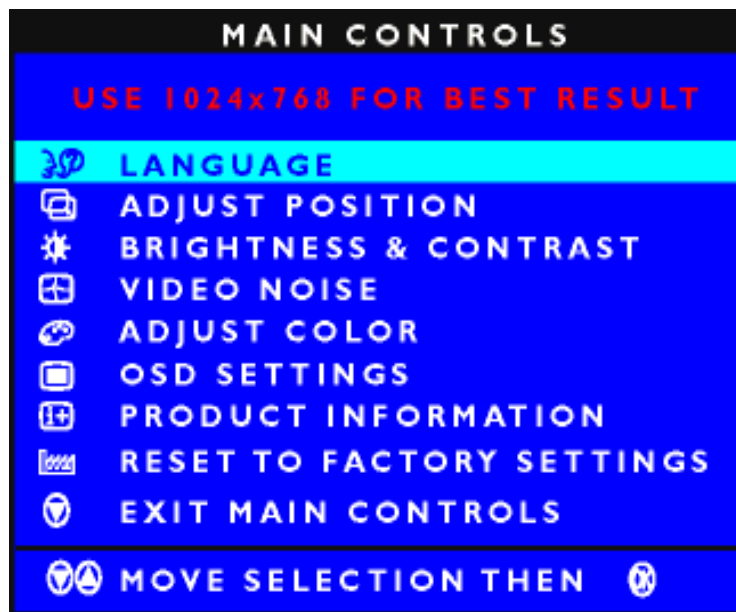 MAIN CONTROLS
USE 1024x768 FOR BEST RESULT
LANGUAGE
ADJUST POSITION
BRIGHTNESS & CONTRAST
VIDEO NOISE
ADJUST COLOR
OSD SETTINGS
PRODUCT INFORMATION
RESET TO FACTORY SETTINGS
EXIT MAIN CONTROLS
MOVE SELECTION THEN